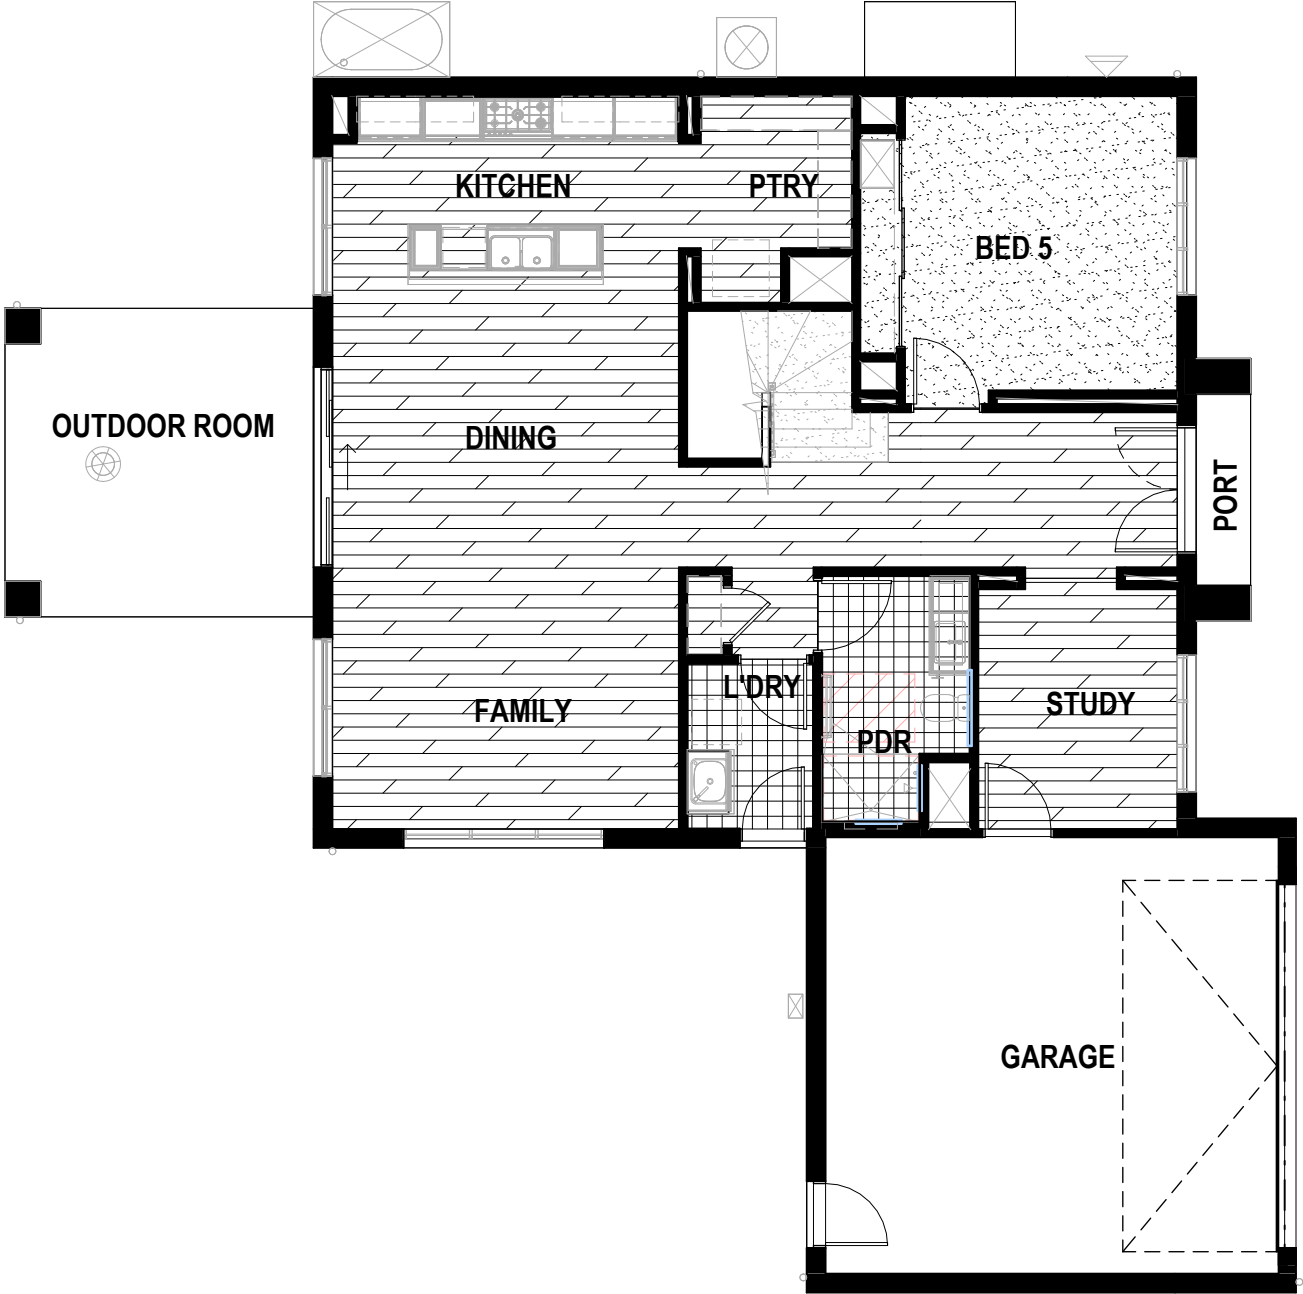 KITCHEN
PTRY
BED 5
OUTDOOR ROOM
DINING
PORT
L'DRY
STUDY
FAMILY
PDR
GARAGE